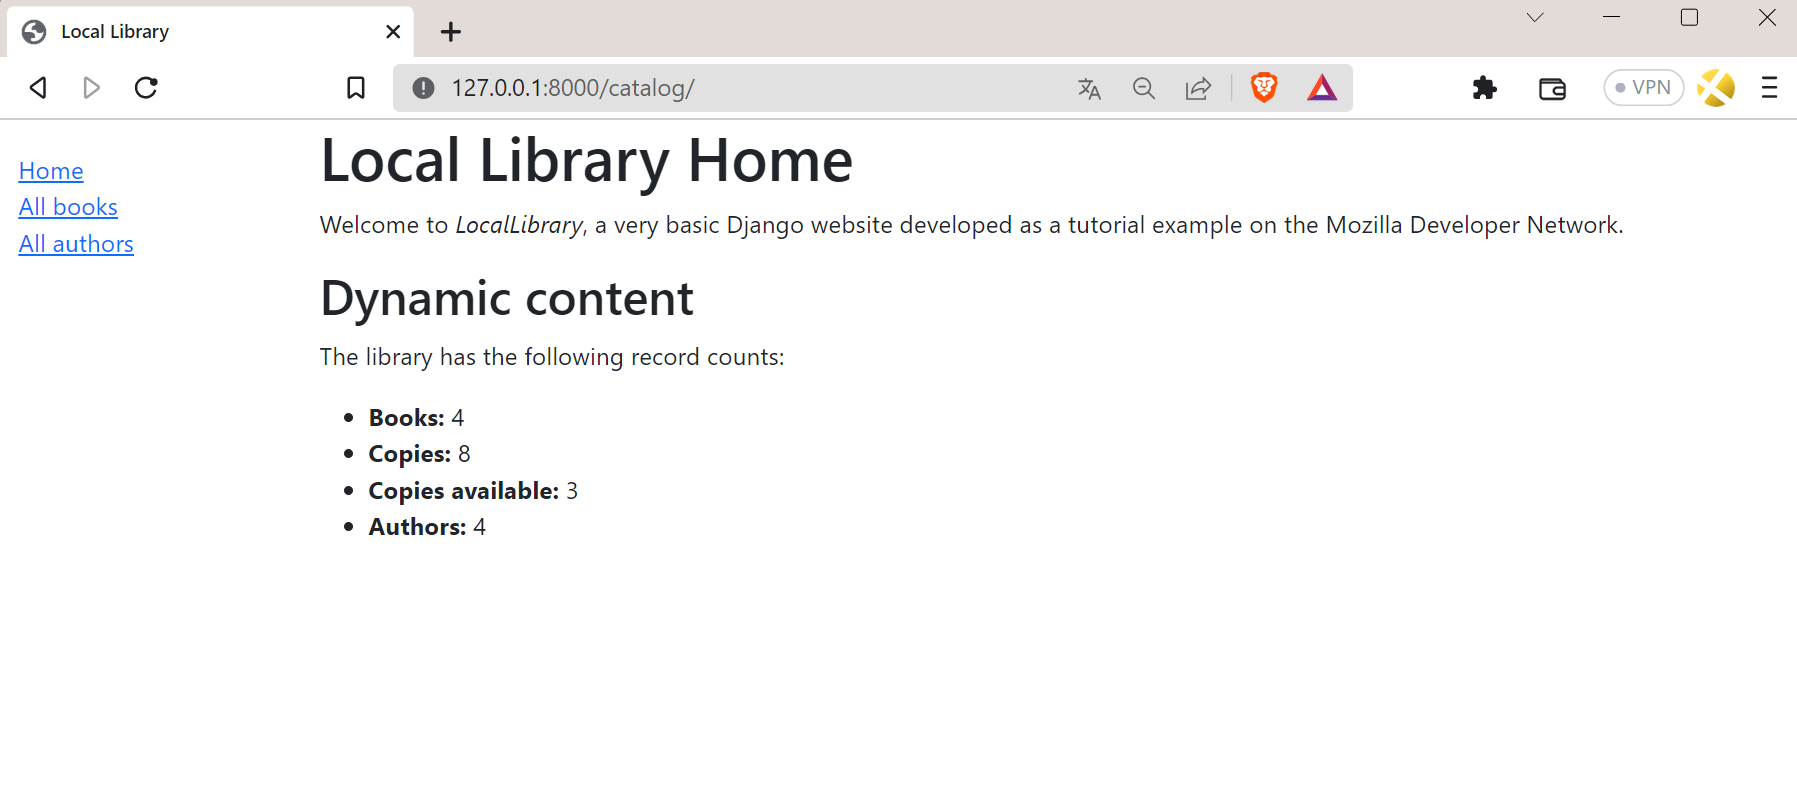 Local Library
127.0.0.1:8000/catalog/
VPN
Home
All books
All authors
Local Library Home
Welcome to LocalLibrary, a very basic Django website developed as a tutorial example on the Mozilla Developer Network.
Dynamic content
The library has the following record counts:
Books: 4
Copies: 8
Copies available: 3
Authors: 4